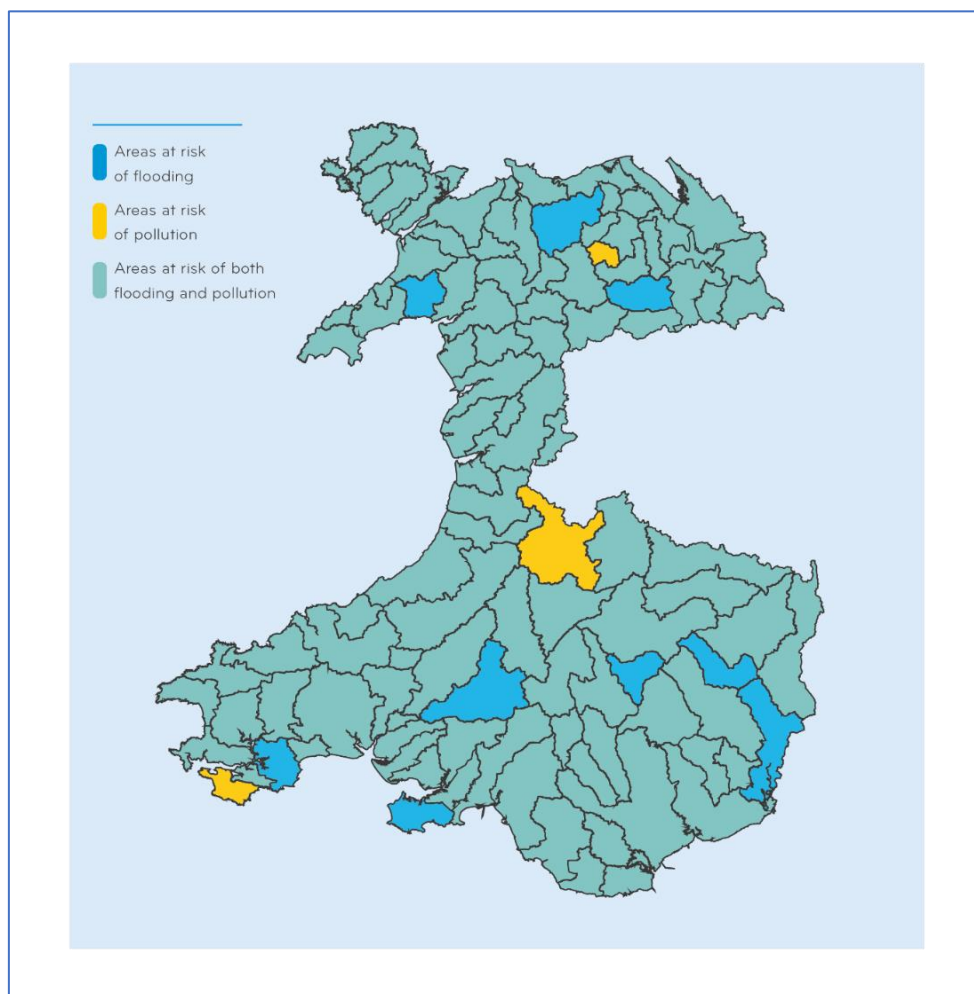 Areas at risk
of flooding
Areas at risk
of pollution
Areas at risk of both
flooding and pollution